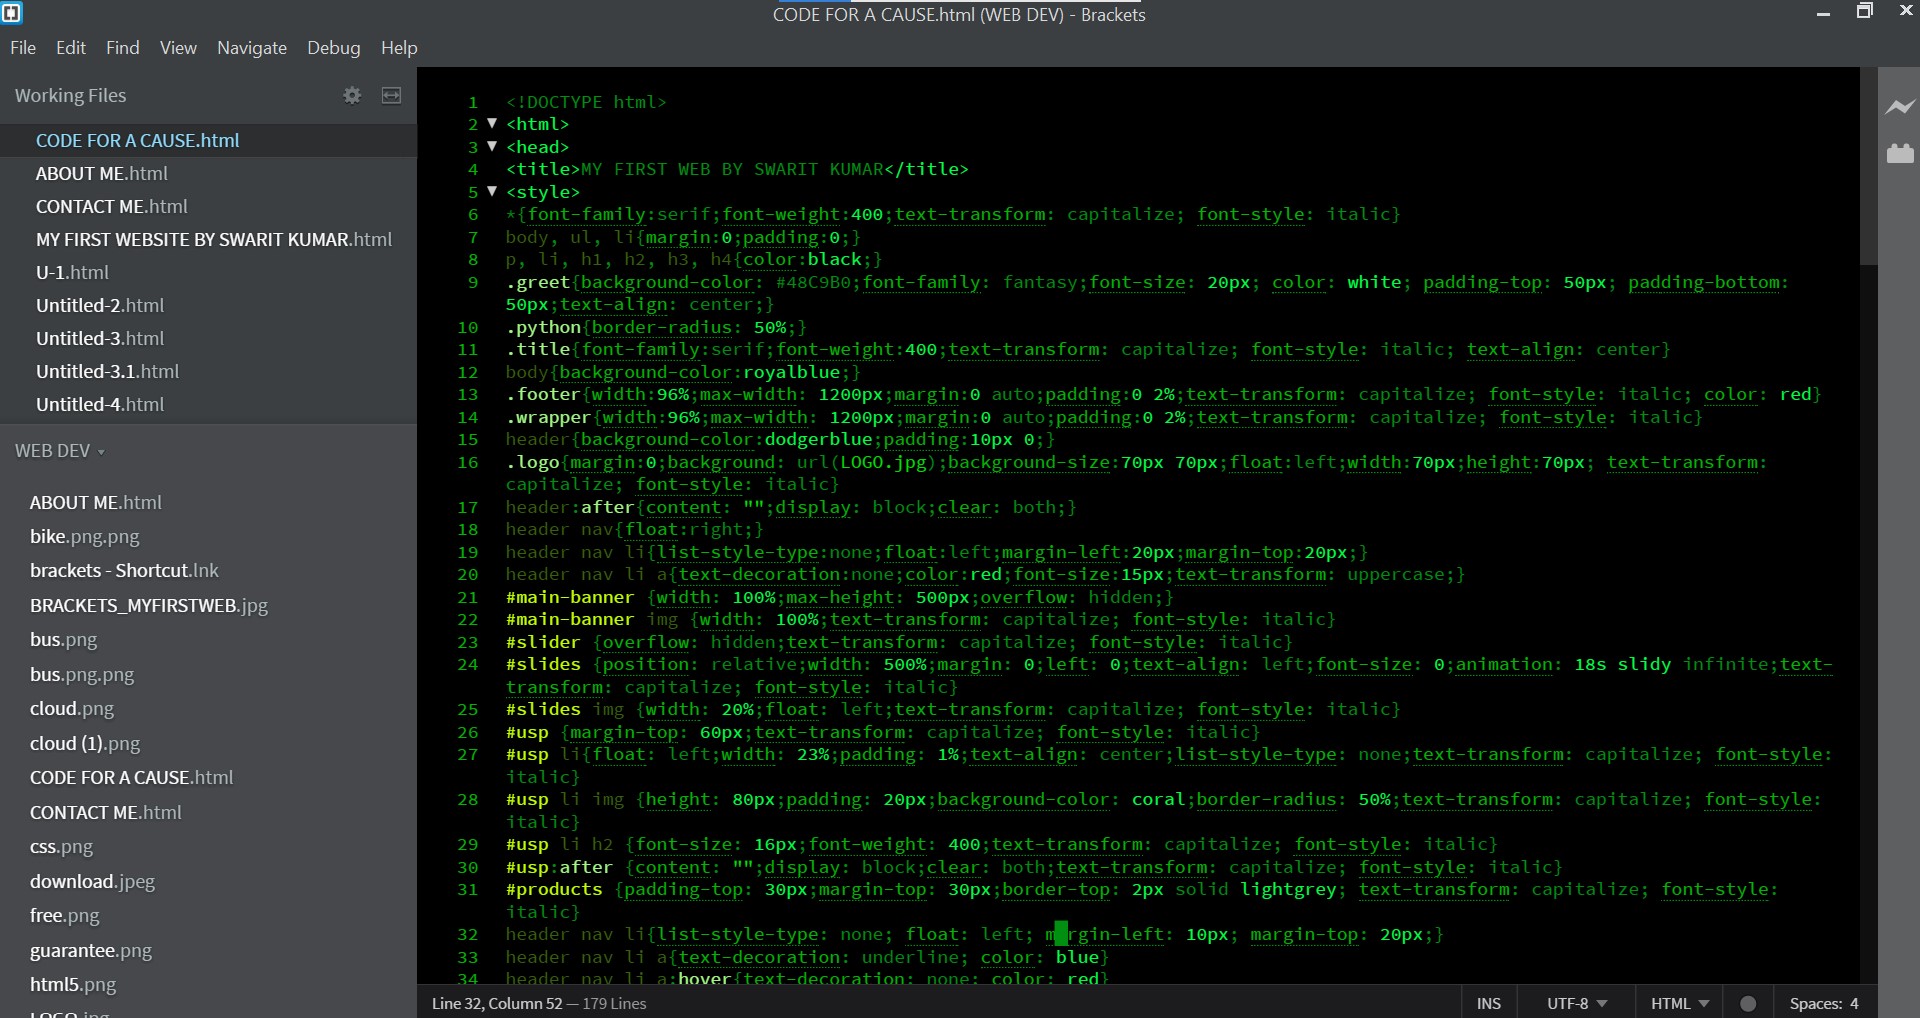 CODE FOR A CAUSE.html (WEB DEV) - Brackets
File Edit Find View Navigate Debug Help
Working Files
CODE FOR A CAUSE.html
ABOUT ME.html
CONTACT ME.html
MY FIRST WEBSITE BY SWARIT KUMAR.html
U-1.html
Untitled-2.html
Untitled-3.html
Untitled-3.1.html
Untitled-4.html
WEB DEV
ABOUT ME.html
bike.png.png
brackets - Shortcut.lnk
BRACKETS_MYFIRSTWEB.jpg
bus.png
bus.png.png
cloud.png
cloud (1).png
CODE FOR A CAUSE.html
CONTACT ME.html
css.png
download.jpeg
free.png
guarantee.png
html5.png
1 <!DOCTYPE html>
2 <html>
3 <head>
4 <title>MY FIRST WEB BY SWARIT KUMAR</title>
5 <style>
6 *{font-family:serif;font-weight:400;text-transform: capitalize; font-style: italic}
7 body, ul, li{margin:0;padding:0;}
8 p, li, h1, h2, h3, h4{color:black;}
9 .greet{background-color: #48C9B0;font-family: fantasy;font-size: 20px; color: white; padding-top: 50px; padding-bottom:
50px;text-align: center;}
10 .python{border-radius: 50%;}
11 .title{font-family:serif;font-weight:400;text-transform: capitalize; font-style: italic; text-align: center}
12 body{background-color:royalblue;}
13 .footer{width:96%;max-width: 1200px;margin:0 auto;padding:0 2%;text-transform: capitalize; font-style: italic; color: red}
14 .wrapper{width:96%;max-width: 1200px;margin:0 auto;padding:0 2%;text-transform: capitalize; font-style: italic}
15 header{background-color:dodgerblue;padding:10px 0;}
16 .logo{margin:0;background: url(LOGO.jpg);background-size:70px 70px;float:left;width:70px;height:70px; text-transform:
capitalize; font-style: italic}
17 header:after{content: "";display: block;clear: both;}
18 header nav{float:right;}
19 header nav li{list-style-type:none;float:left;margin-left:20px;margin-top:20px;}
20 header nav li a{text-decoration:none;color:red;font-size:15px;text-transform: uppercase;}
21 #main-banner {width: 100%;max-height: 500px;overflow: hidden;}
22 #main-banner img {width: 100%;text-transform: capitalize; font-style: italic}
23 #slider {overflow: hidden;text-transform: capitalize; font-style: italic}
24 #slides {position: relative;width: 500%;margin: 0;left: 0;text-align: left;font-size: 0;animation: 18s slidy infinite;text-
transform: capitalize; font-style: italic}
25 #slides img {width: 20%;float: left;text-transform: capitalize; font-style: italic}
26 #usp {margin-top: 60px;text-transform: capitalize; font-style: italic}
27 #usp li{float: left;width: 23%;padding: 1%;text-align: center;list-style-type: none;text-transform: capitalize; font-style:
italic}
28 #usp li img {height: 80px;padding: 20px;background-color: coral;border-radius: 50%;text-transform: capitalize; font-style:
italic}
29 #usp li h2 {font-size: 16px;font-weight: 400;text-transform: capitalize; font-style: italic}
30 #usp:after {content: "";display: block;clear: both;text-transform: capitalize; font-style: italic}
31 #products {padding-top: 30px;margin-top: 30px;border-top: 2px solid lightgrey; text-transform: capitalize; font-style:
italic}
32 header nav li{list-style-type: none; float: left; margin-left: 10px; margin-top: 20px;}
33 header nav li a{text-decoration: underline; color: blue}
34 header nav li a:hover{text-decoration: none; color: red}
Line 32, Column 52 — 179 Lines
INS UTF-8 HTML Spaces: 4